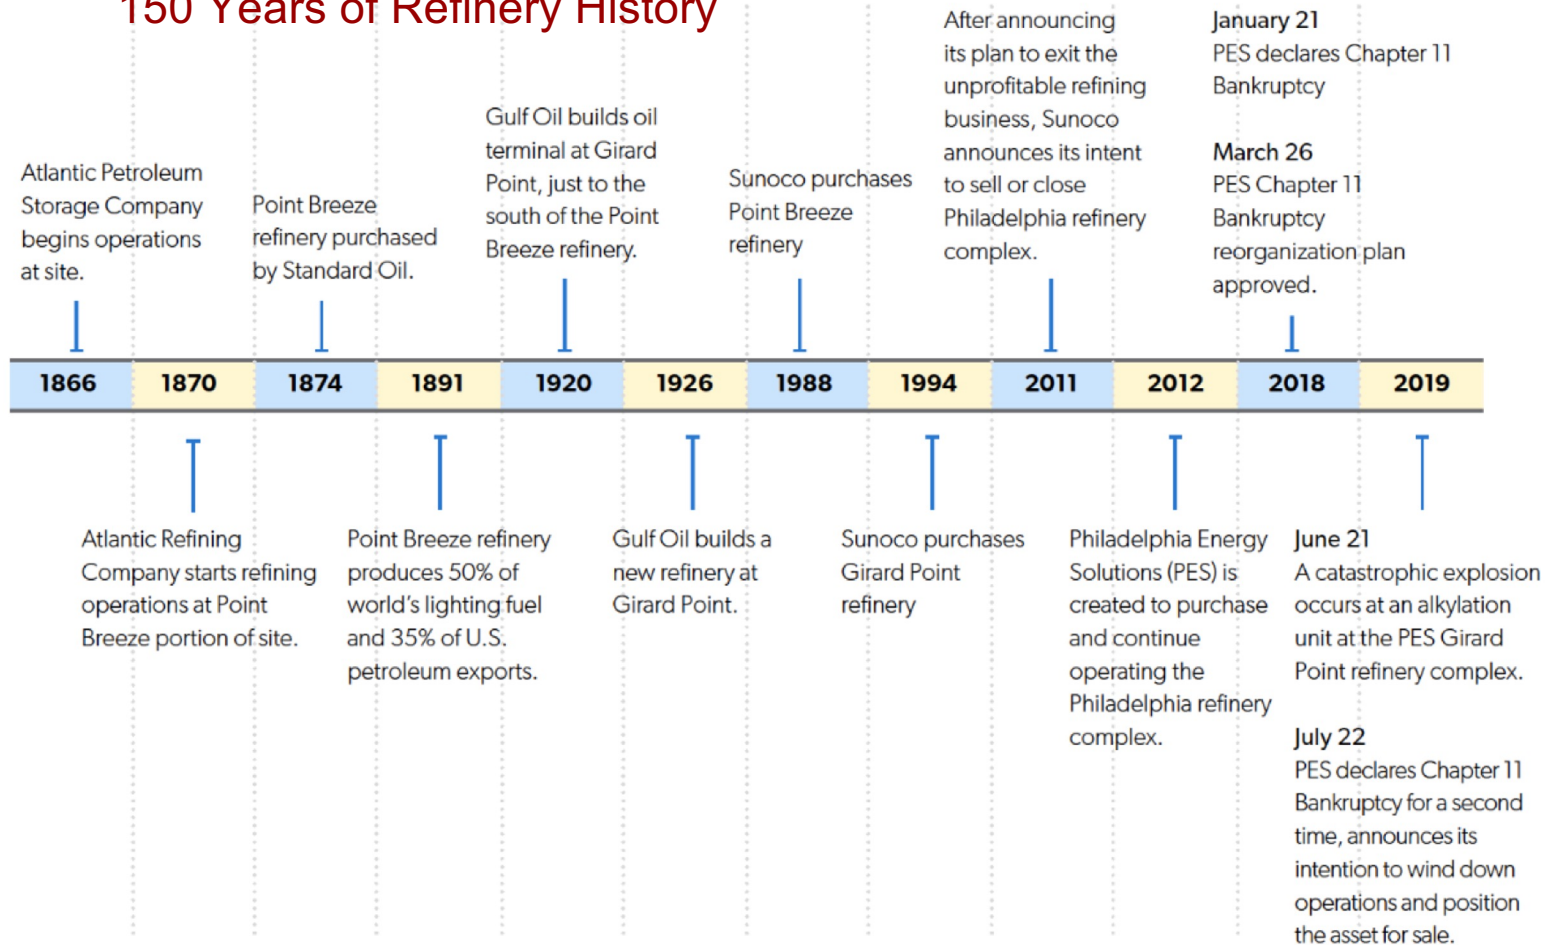 150 Years of Refinery History
Atlantic Petroleum
Storage Company
begins operations
at site.
Point Breeze
refinery purchased
by Standard Oil.
Gulf Oil builds oil
terminal at Girard
Point, just to the
south of the Point
Breeze refinery.
Sunoco purchases
Point Breeze
refinery
After announcing
its plan to exit the
unprofitable refining
business, Sunoco
announces its intent
to sell or close
Philadelphia refinery
complex.
January 21
PES declares Chapter 11
Bankruptcy
March 26
PES Chapter 11
Bankruptcy
reorganization plan
approved.
1866 1870 1874 1891 1920 1926 1988 1994 2011 2012 2018 2019
Atlantic Refining
Company starts refining
operations at Point
Breeze portion of site.
Point Breeze refinery
produces 50% of
world's lighting fuel
and 35% of U.S.
petroleum exports.
Gulf Oil builds a
new refinery at
Girard Point.
Sunoco purchases
Girard Point
refinery
Philadelphia Energy
Solutions (PES) is
created to purchase
and continue
operating the
Philadelphia refinery
complex.
June 21
A catastrophic explosion
occurs at an alkylation
unit at the PES Girard
Point refinery complex.
July 22
PES declares Chapter 11
Bankruptcy for a second
time, announces its
intention to wind down
operations and position
the asset for sale.